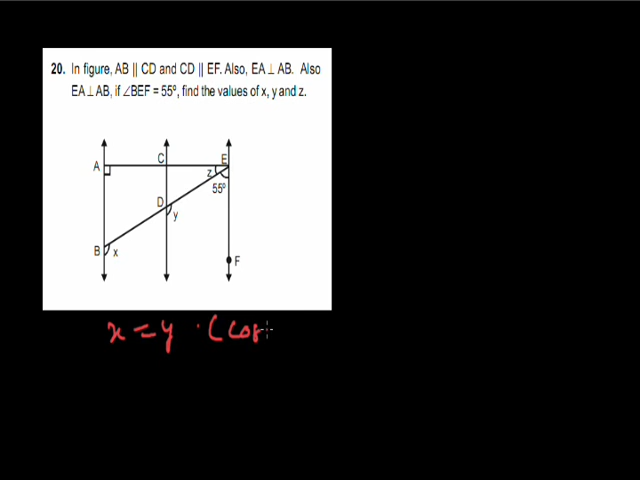 20. In figure, AB || CD and CD || EF. Also, EA ⊥ AB. Also
EA ⊥ AB, if ∠BEF = 55º, find the values of x, y and z.
A
C
E
z
55º
D
y
B
x
F
x = y . (cor